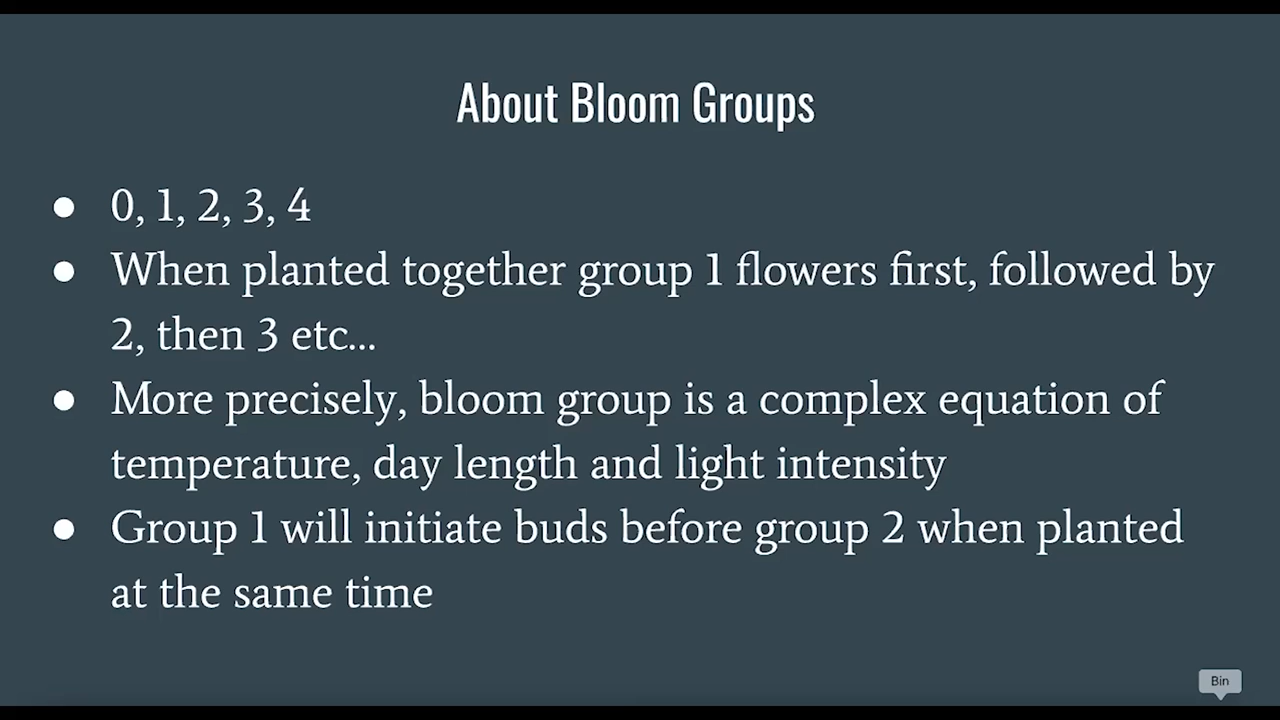 About Bloom Groups
● 0, 1, 2, 3, 4
● When planted together group 1 flowers first, followed by
2, then 3 etc...
● More precisely, bloom group is a complex equation of
temperature, day length and light intensity
● Group 1 will initiate buds before group 2 when planted
at the same time
Bin